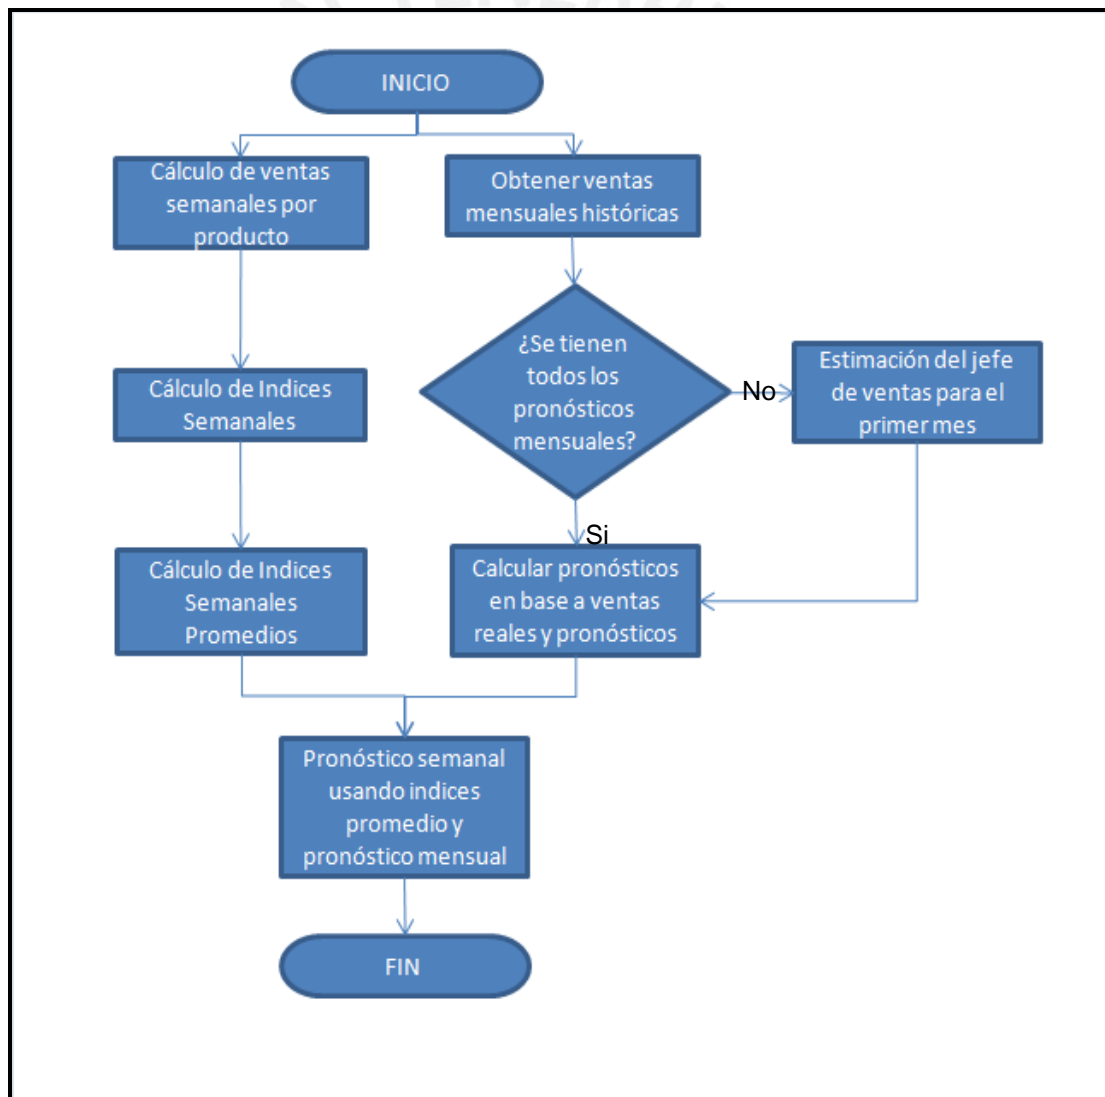 INICIO
Cálculo de ventas
semanales por
producto
Obtener ventas
mensuales históricas
¿Se tienen
todos los
pronósticos
mensuales?
No
Estimación del jefe
de ventas para el
primer mes
Cálculo de Indices
Semanales
Si
Cálculo de Indices
Semanales
Promedios
Calcular pronósticos
en base a ventas
reales y pronósticos
Pronóstico semanal
usando indices
promedio y
pronóstico mensual
FIN